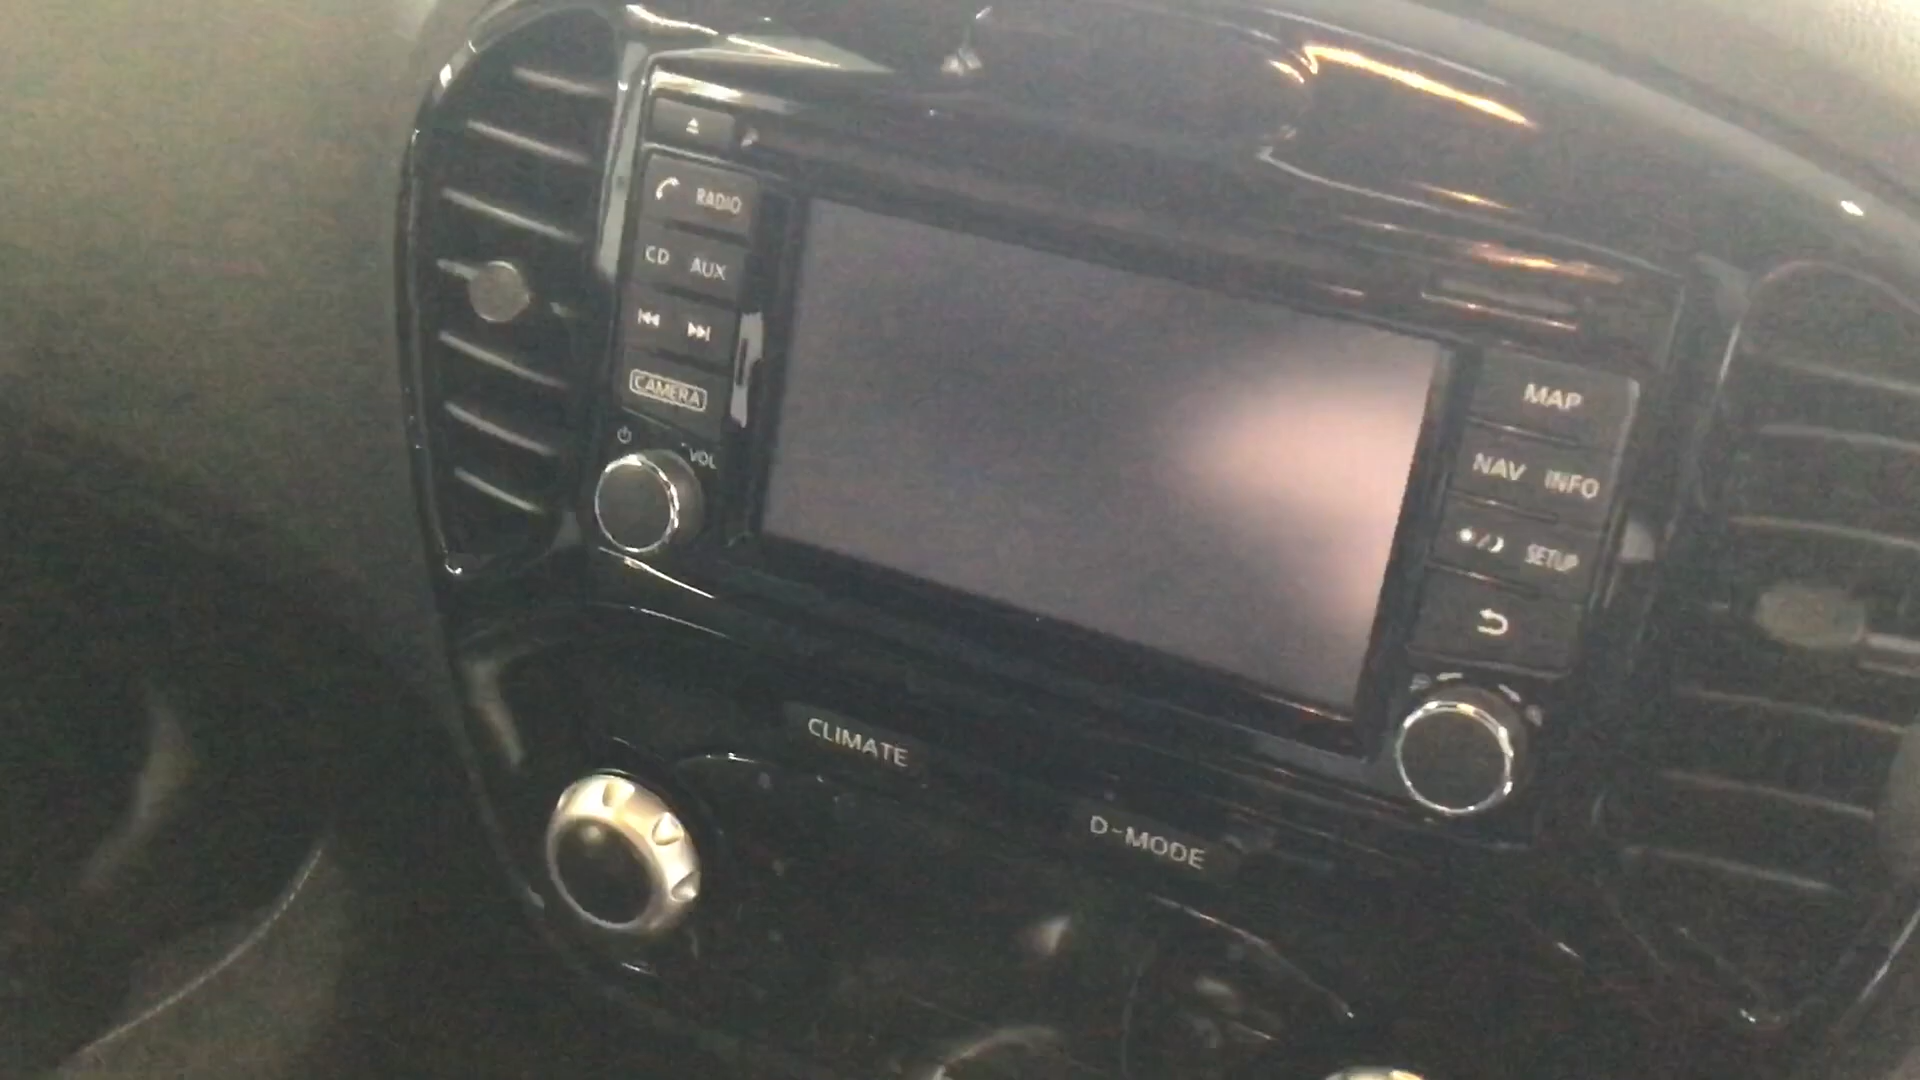 RADIO
CD AUX
CAMERA
VOL
MAP
NAV INFO
SETUP
CLIMATE
D-MODE